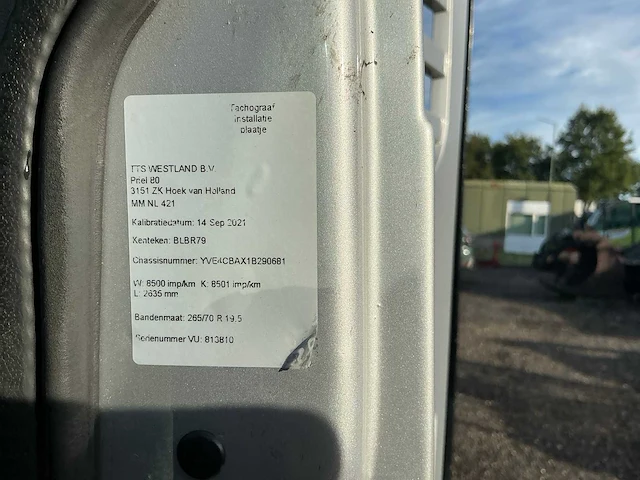 Tachograaf
Installatie
plaatje
TTS WESTLAND B.V.
Priel 80
3151 ZK Hoek van Holland
MM NL 421
Kalibratiedatum: 14 Sep 2021
Kenteken: BLBR79
Chassisnummer: YVE4CBAX1B290681
W: 8500 imp/km K: 8501 imp/km
L: 2635 mm
Bandenmaat: 265/70 R 19.5
Serienummer VU: 813810